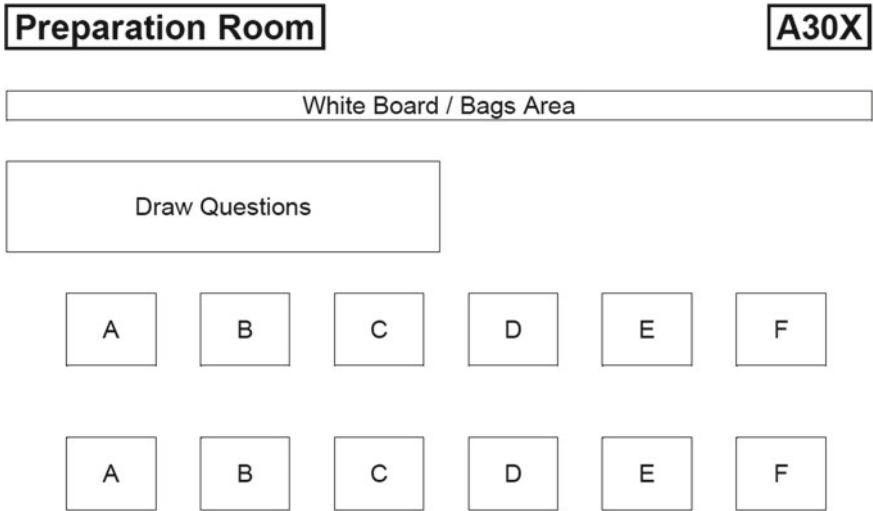 Preparation Room A30X
White Board / Bags Area
Draw Questions
A B C D E F
A B C D E F